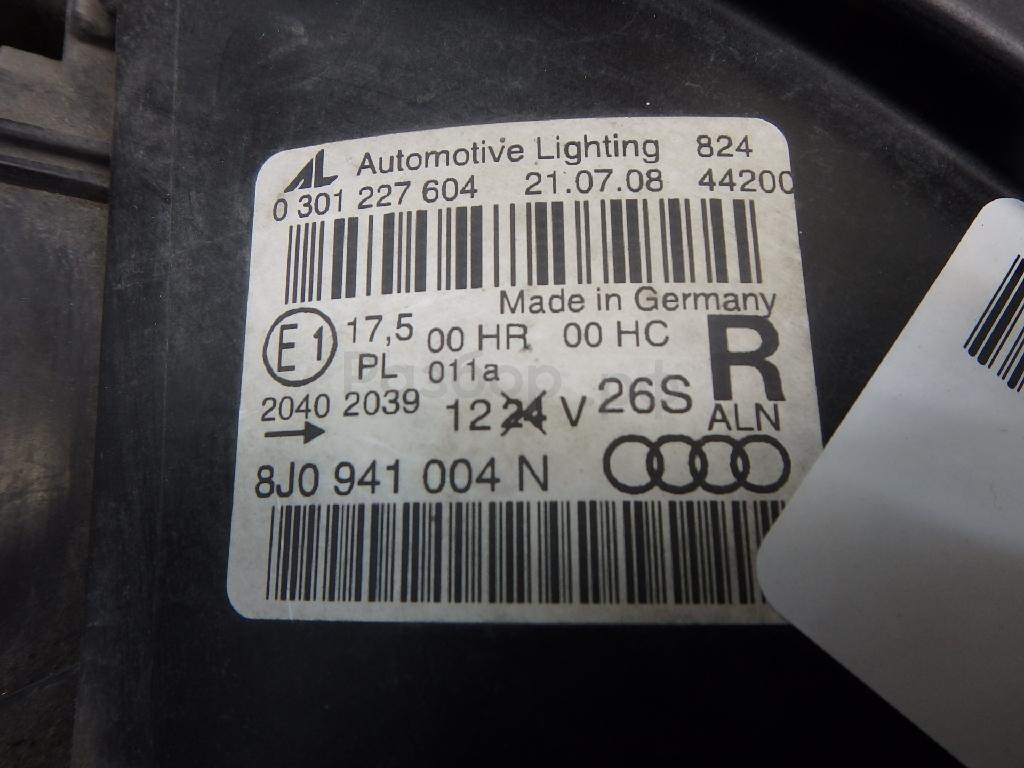 AL Automotive Lighting 824
0 301 227 604 21.07.08 44200
Made in Germany
E1 17,5 00 HR 00 HC R
PL 011a
2040 2039 12 24 V 26S ALN
8J0 941 004 N